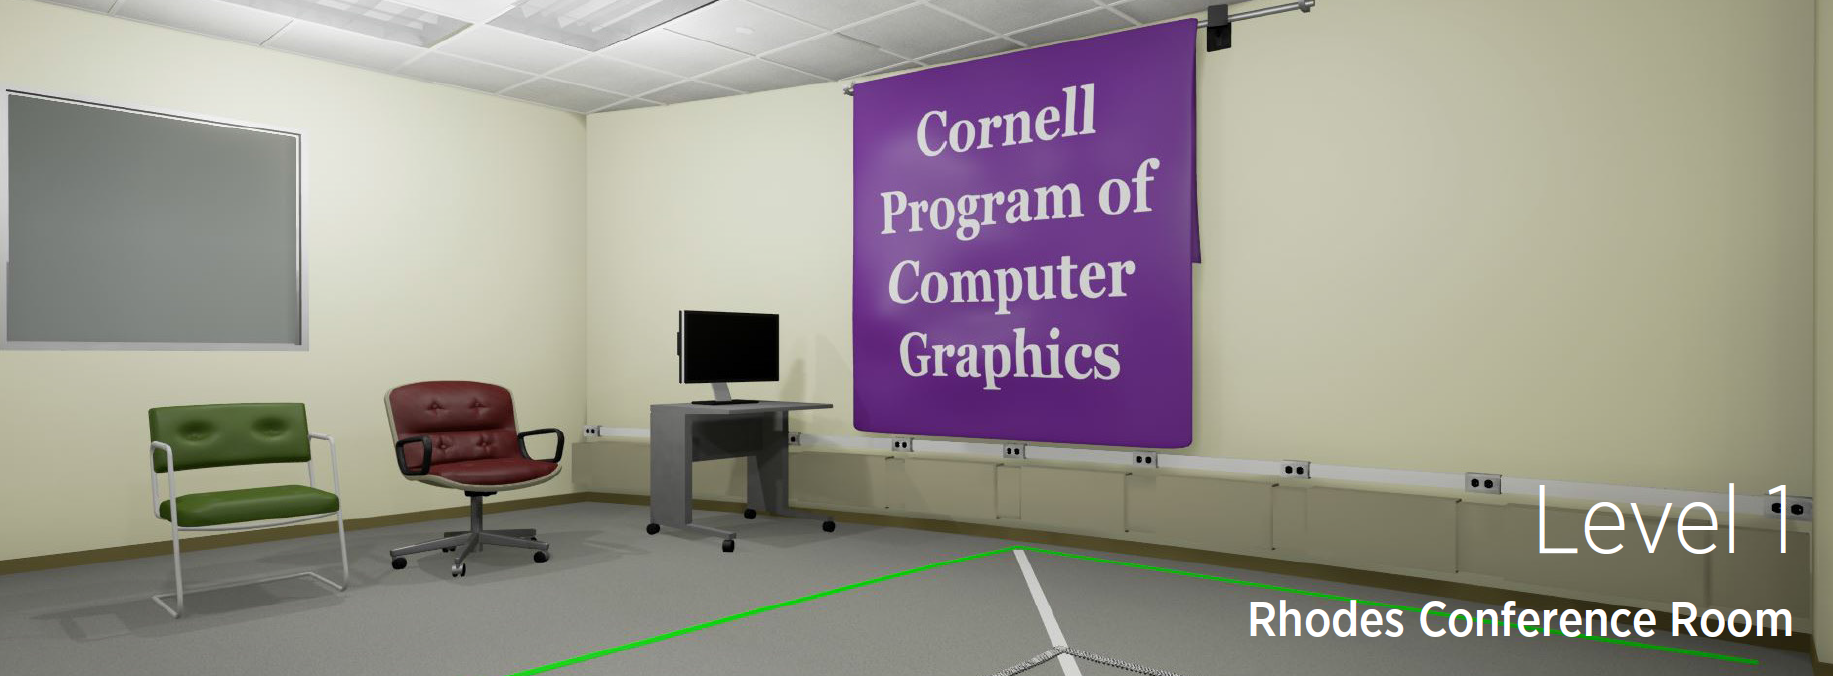 Cornell
Program of
Computer
Graphics
Level 1
Rhodes Conference Room